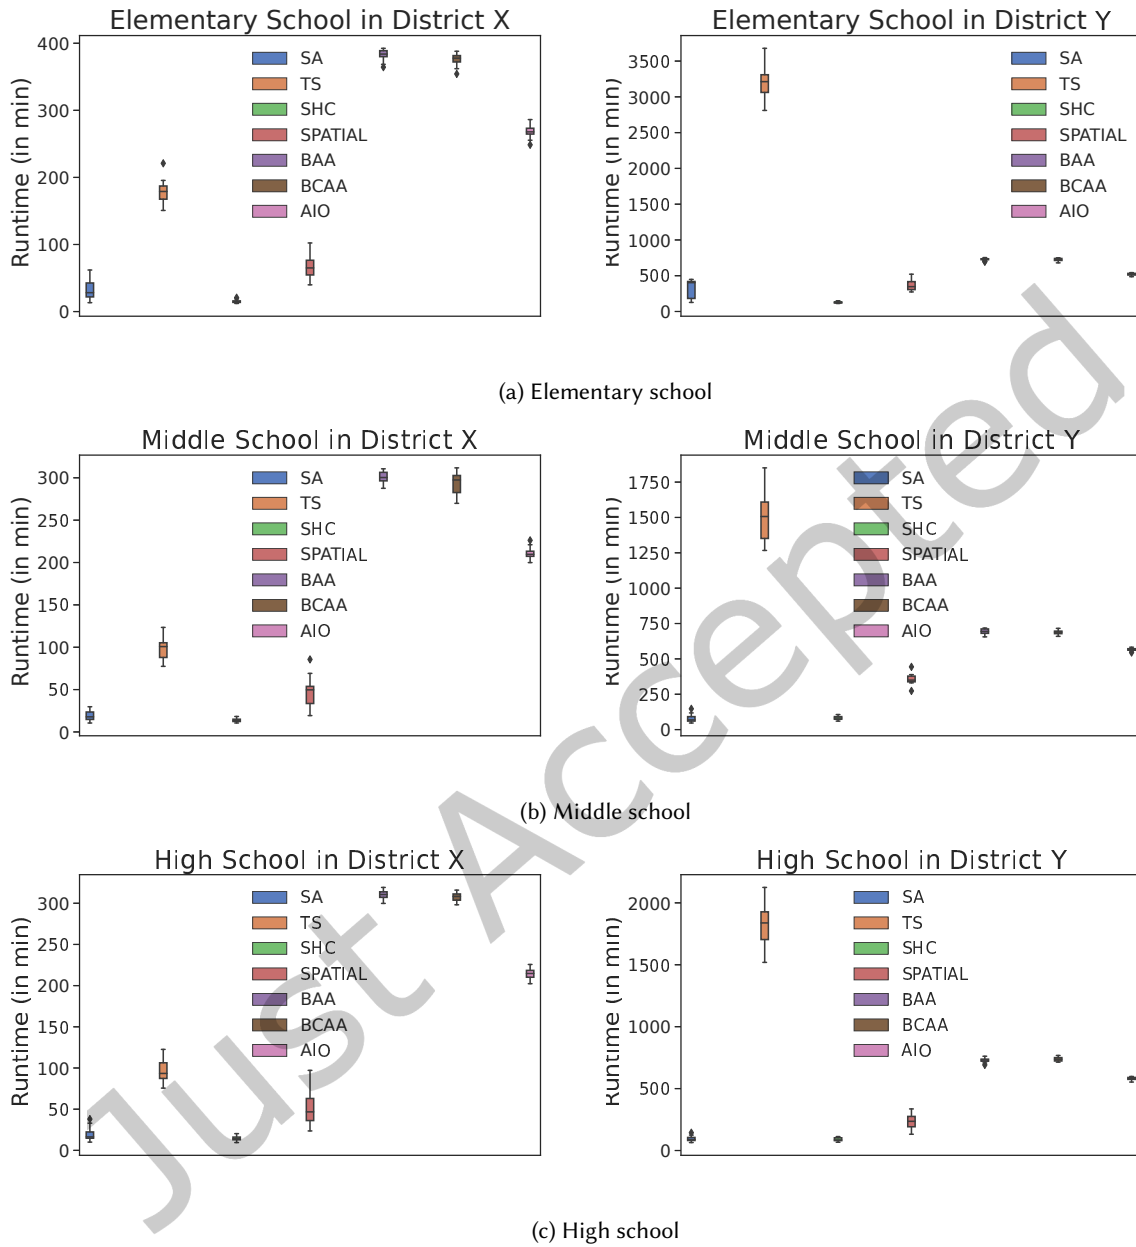 Elementary School in District X
Elementary School in District Y
Runtime (in min)
400
300
200
100
0
SA
TS
SHC
SPATIAL
BAA
BCAA
AIO
Runtime (in min)
3500
3000
2500
2000
1500
1000
500
0
SA
TS
SHC
SPATIAL
BAA
BCAA
AIO
(a) Elementary school
Middle School in District X
Middle School in District Y
Runtime (in min)
300
250
200
150
100
50
0
SA
TS
SHC
SPATIAL
BAA
BCAA
AIO
Runtime (in min)
1750
1500
1250
1000
750
500
250
0
SA
TS
SHC
SPATIAL
BAA
BCAA
AIO
(b) Middle school
High School in District X
High School in District Y
Runtime (in min)
300
250
200
150
100
50
0
SA
TS
SHC
SPATIAL
BAA
BCAA
AIO
Runtime (in min)
2000
1500
1000
500
0
SA
TS
SHC
SPATIAL
BAA
BCAA
AIO
(c) High school
Just Accepted